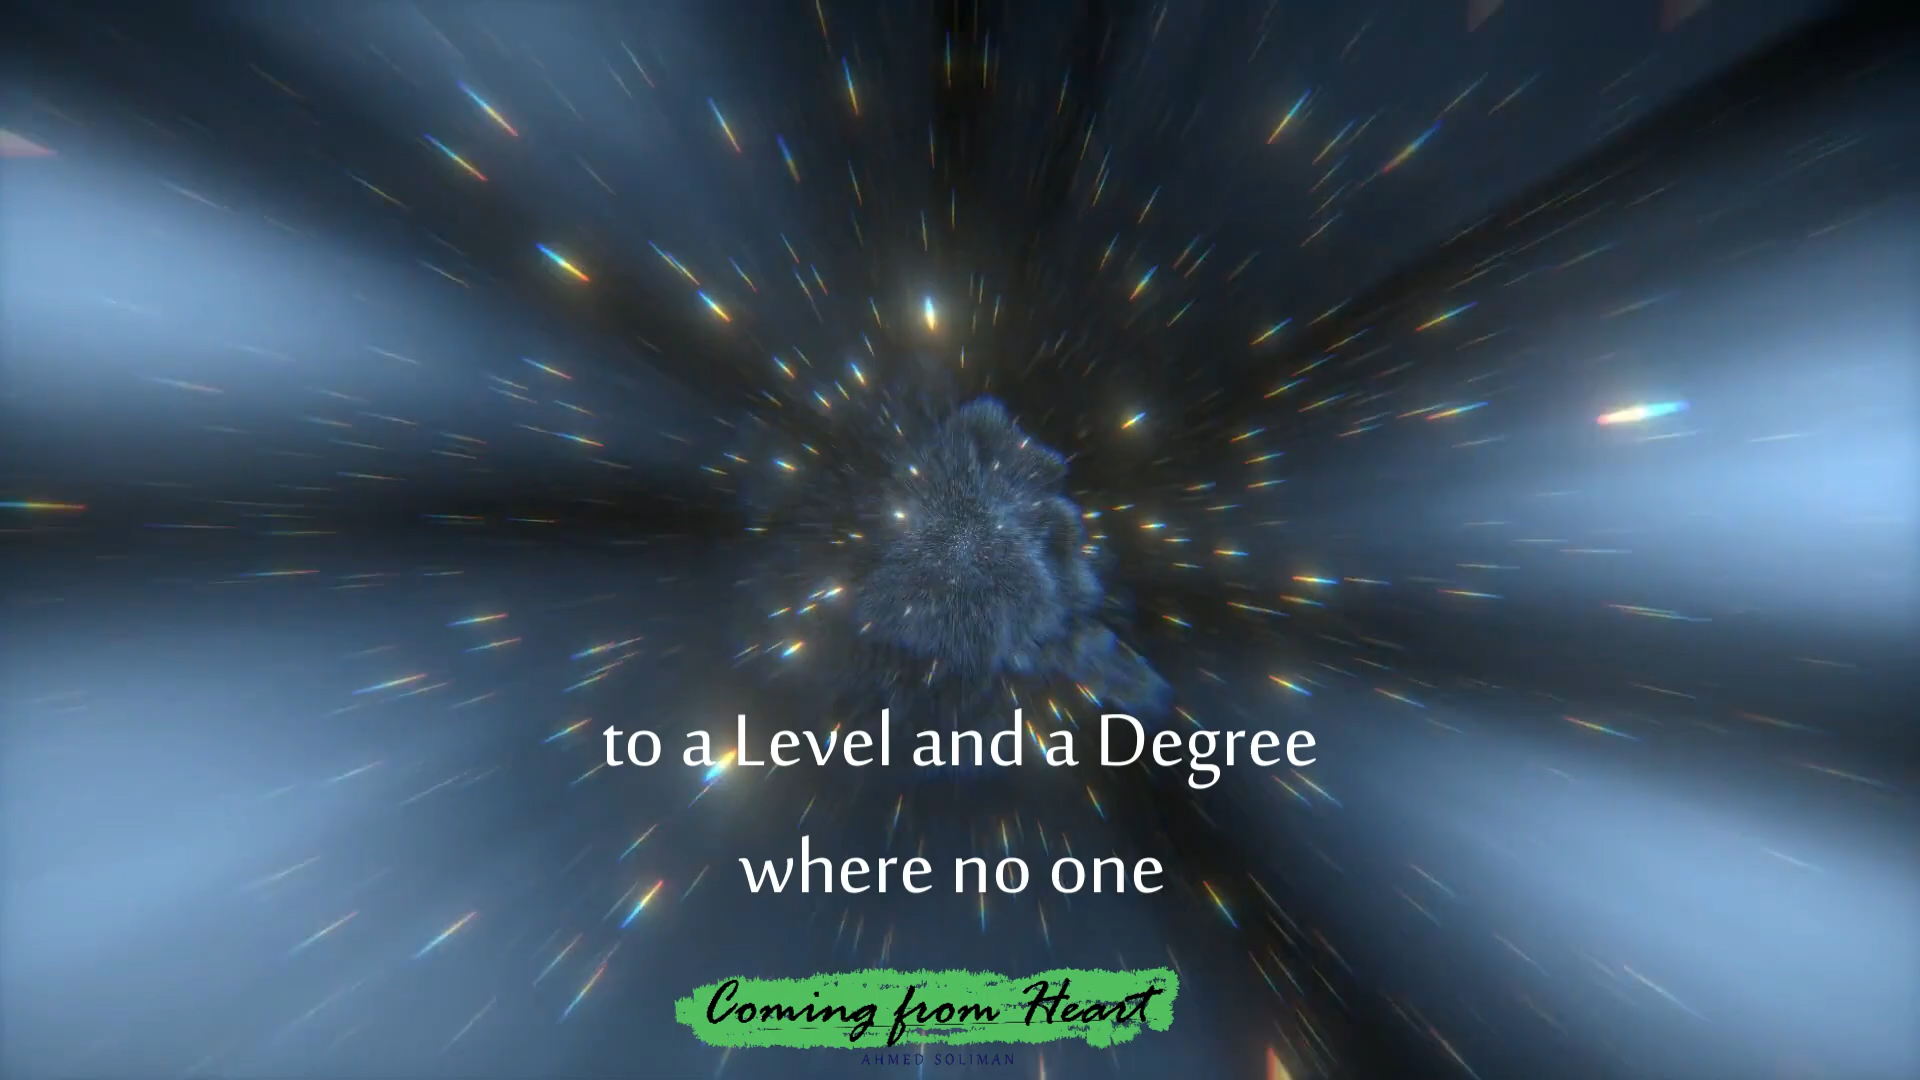 to a Level and a Degree
where no one
Coming from Heart
AHMED SOLIMAN